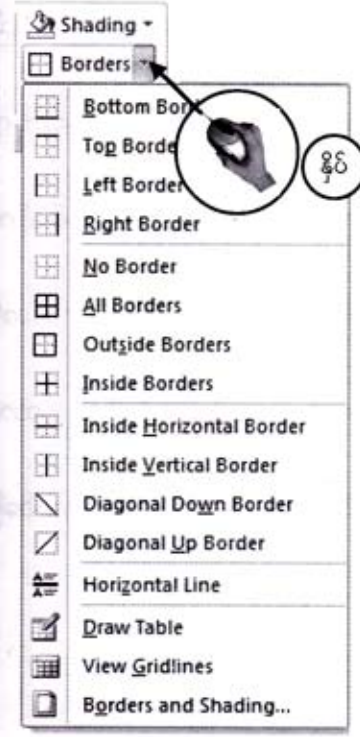 Shading
Borders
Bottom Bor
Top Borde
Left Border
Right Border
No Border
All Borders
Outside Borders
Inside Borders
Inside Horizontal Border
Inside Vertical Border
Diagonal Down Border
Diagonal Up Border
Horizontal Line
Draw Table
View Gridlines
Borders and Shading...
နှိပ်